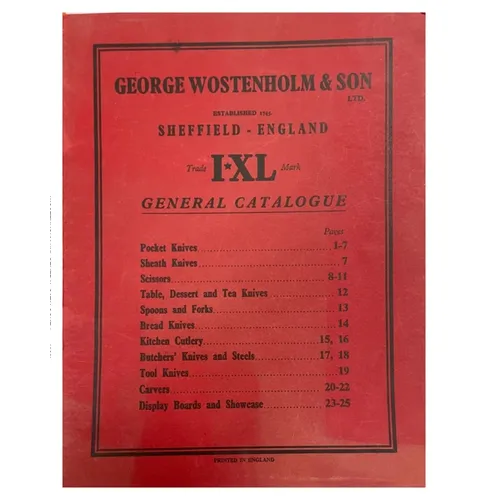 GEORGE WOSTENHOLM & SON
LTD.
ESTABLISHED 1745
SHEFFIELD - ENGLAND
Trade I*XL Mark
GENERAL CATALOGUE
Pages
Pocket Knives 1-7
Sheath Knives 7
Scissors 8-11
Table, Dessert and Tea Knives 12
Spoons and Forks 13
Bread Knives 14
Kitchen Cutlery 15, 16
Butchers' Knives and Steels 17, 18
Tool Knives 19
Carvers 20-22
Display Boards and Showcase 23-25
PRINTED IN ENGLAND